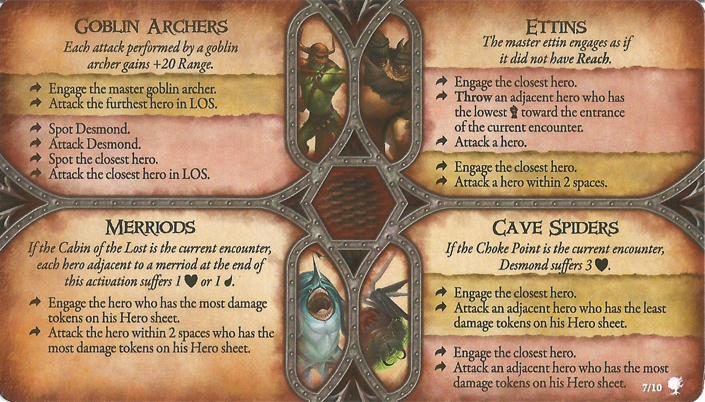 GOBLIN ARCHERS
Each attack performed by a goblin
archer gains +20 Range.
Engage the master goblin archer.
Attack the furthest hero in LOS.
Spot Desmond.
Attack Desmond.
Spot the closest hero.
Attack the closest hero in LOS.
ETTINS
The master ettin engages as if
it did not have Reach.
Engage the closest hero.
Throw an adjacent hero who has
the lowest toward the entrance
of the current encounter.
Attack a hero.
Engage the closest hero.
Attack a hero within 2 spaces.
MERRIODS
If the Cabin of the Lost is the current encounter,
each hero adjacent to a merriod at the end of
this activation suffers 1 or 1.
Engage the hero who has the most damage
tokens on his Hero sheet.
Attack the hero within 2 spaces who has the
most damage tokens on his Hero sheet.
CAVE SPIDERS
If the Choke Point is the current encounter,
Desmond suffers 3.
Engage the closest hero.
Attack an adjacent hero who has the least
damage tokens on his Hero sheet.
Engage the closest hero.
Attack an adjacent hero who has the most
damage tokens on his Hero sheet.
7/10